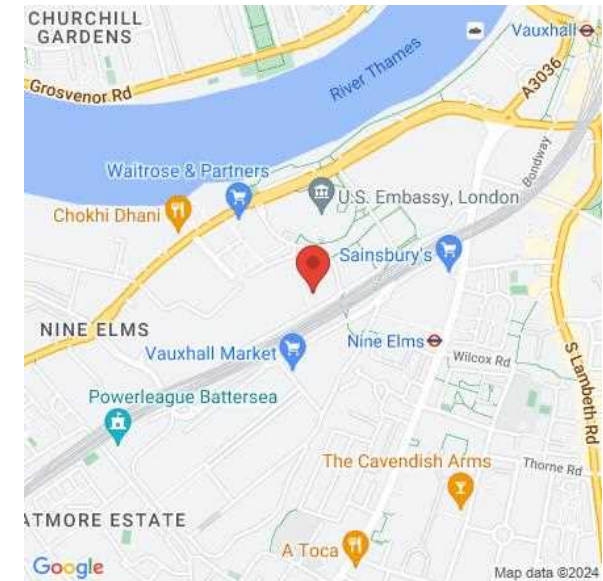 CHURCHILL
GARDENS
Vauxhall
Grosvenor Rd
River Thames
A3036
Bondway
Waitrose & Partners
U.S. Embassy, London
Chokhi Dhani
Sainsbury's
NINE ELMS
Vauxhall Market
Nine Elms
Wilcox Rd
S Lambeth Rd
Powerleague Battersea
The Cavendish Arms
Thorne Rd
ATMORE ESTATE
A Toca
Google
Map data ©2024